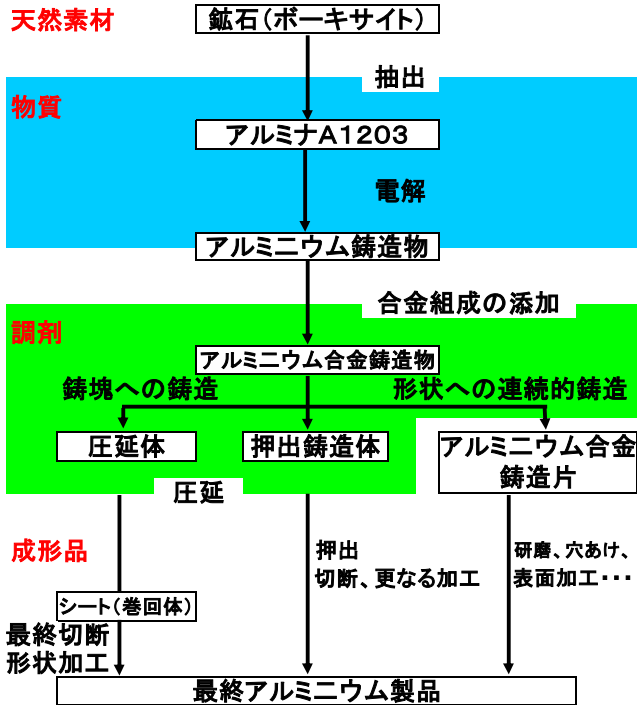 天然素材
鉱石(ボーキサイト)
抽出
物質
アルミナA1203
電解
アルミニウム鋳造物
合金組成の添加
調剤
アルミニウム合金鋳造物
鋳塊への鋳造
形状への連続的鋳造
圧延体
押出鋳造体
アルミニウム合金
鋳造片
圧延
成形品
押出
切断、更なる加工
研磨、穴あけ、
表面加工・・・
シート(巻回体)
最終切断
形状加工
最終アルミニウム製品